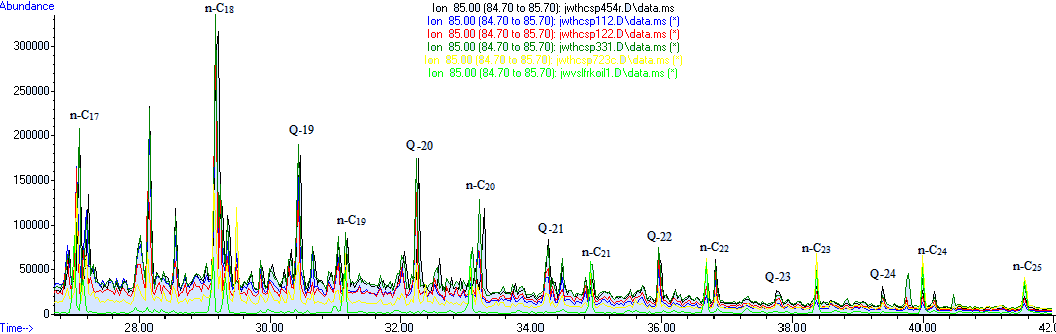 Abundance
Ion 85.00 (84.70 to 85.70): jwthcsp454r.D\data.ms
Ion 85.00 (84.70 to 85.70): jwthcsp112.D\data.ms (*)
Ion 85.00 (84.70 to 85.70): jwthcsp122.D\data.ms (*)
Ion 85.00 (84.70 to 85.70): jwthcsp331.D\data.ms (*)
Ion 85.00 (84.70 to 85.70): jwthcsp723c.D\data.ms (*)
Ion 85.00 (84.70 to 85.70): jwvslfrkoil1.D\data.ms (*)
n-C18
300000
250000
200000
150000
100000
50000
0
n-C17
Q-19
n-C19
Q-20
n-C20
Q-21
n-C21
Q-22
n-C22
Q-23
n-C23
Q-24
n-C24
n-C25
Time-->
28.00 30.00 32.00 34.00 36.00 38.00 40.00 42.0